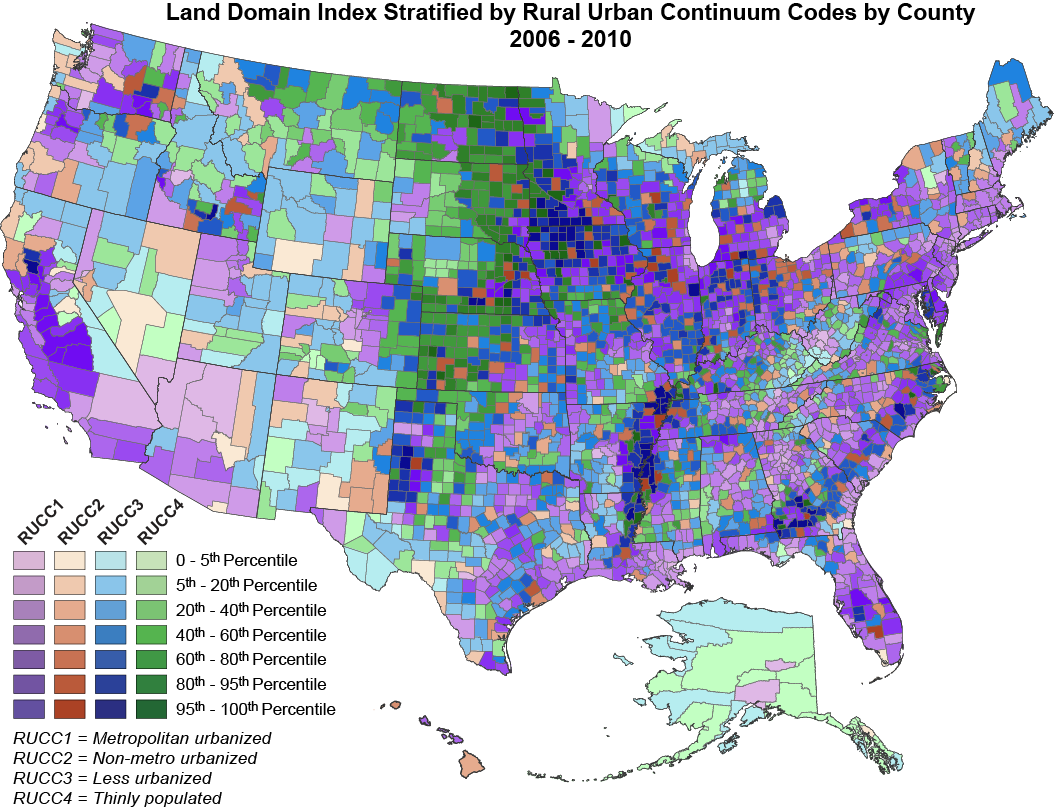 Land Domain Index Stratified by Rural Urban Continuum Codes by County
2006 - 2010
RUCC1 RUCC2 RUCC3 RUCC4
0 - 5th Percentile
5th - 20th Percentile
20th - 40th Percentile
40th - 60th Percentile
60th - 80th Percentile
80th - 95th Percentile
95th - 100th Percentile
RUCC1 = Metropolitan urbanized
RUCC2 = Non-metro urbanized
RUCC3 = Less urbanized
RUCC4 = Thinly populated